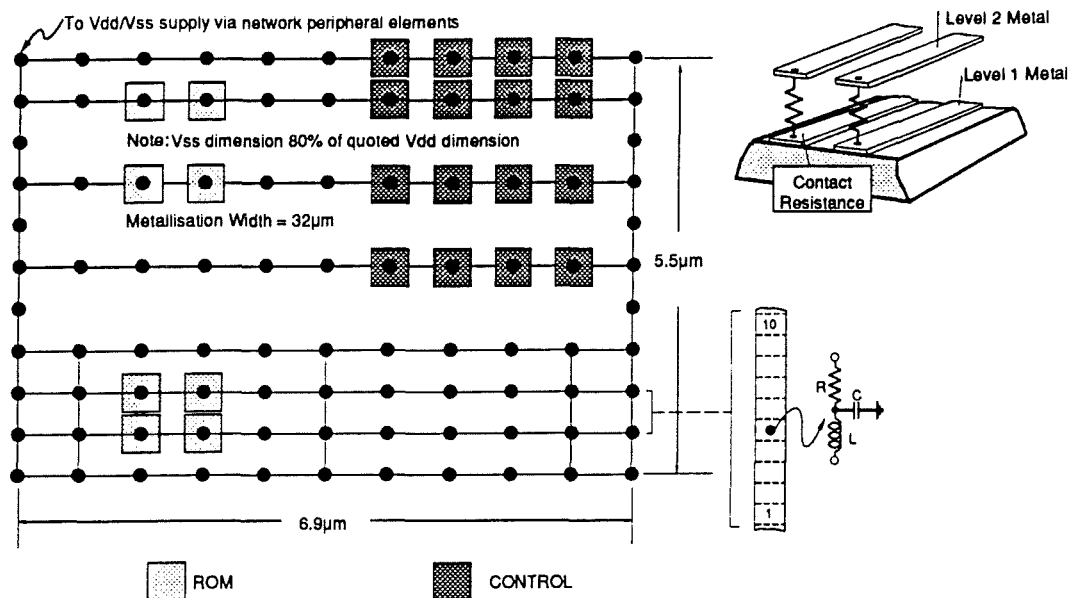 To Vdd/Vss supply via network peripheral elements
Level 2 Metal
Level 1 Metal
Note: Vss dimension 80% of quoted Vdd dimension
Contact
Resistance
Metallisation Width = 32µm
5.5µm
10
R
C
L
1
6.9µm
ROM
CONTROL